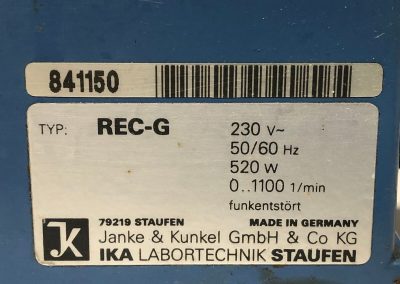 841150
TYP: REC-G 230 V~
50/60 Hz
520 W
0..1100 1/min
funkentstört
79219 STAUFEN MADE IN GERMANY
JK Janke & Kunkel GmbH & Co KG
IKA LABORTECHNIK STAUFEN